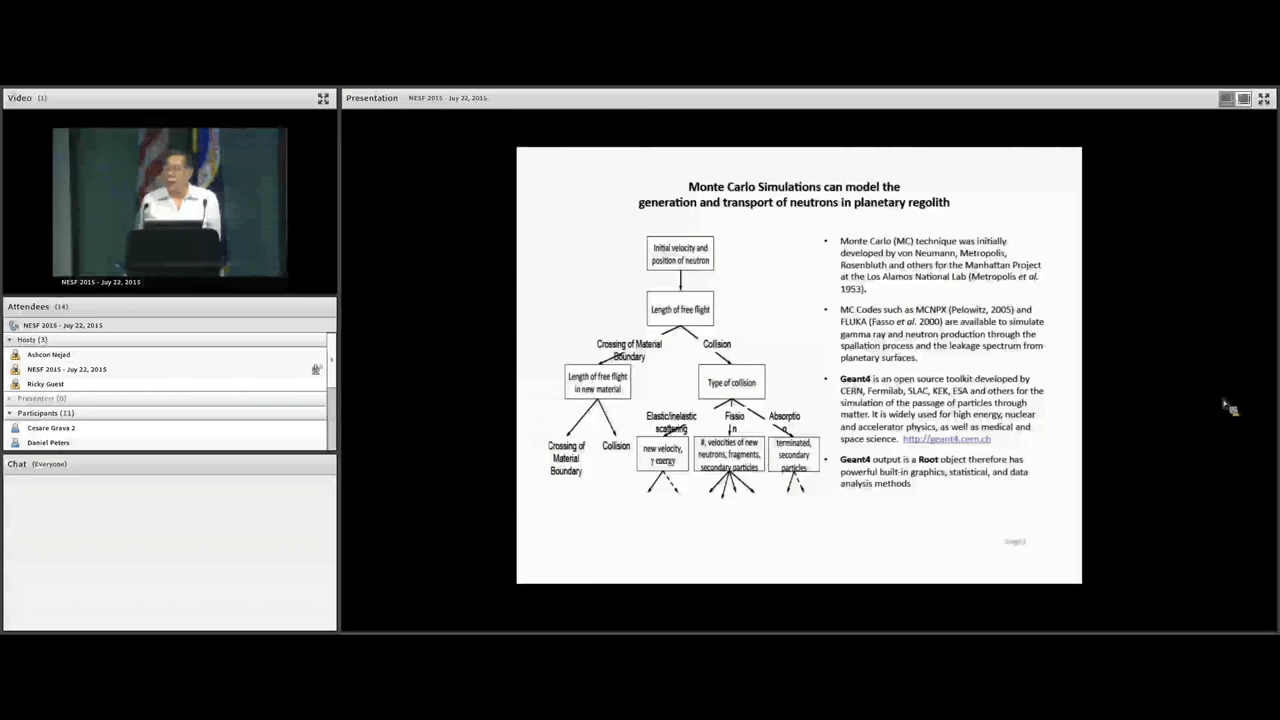 Video (1)
NESF 2015 - Juy 22, 2015
Attendees (14)
NESF 2015 - Juy 22, 2015
Hosts (3)
Ashcon Nejad
NESF 2015 - Juy 22, 2015
Ricky Guest
Presenters (0)
Participants (11)
Cesare Grava 2
Daniel Peters
Chat (Everyone)
Presentation NESF 2015 - Juy 22, 2015
Monte Carlo Simulations can model the
generation and transport of neutrons in planetary regolith
Initial velocity and
position of neutron
Length of free flight
Crossing of Material
Boundary
Collision
Length of free flight
in new material
Type of collision
Crossing of
Material
Boundary
Collision
Elastic/inelastic
scattering
Fissio
n
Absorptio
n
new velocity,
γ energy
#, velocities of new
neutrons, fragments,
secondary particles
terminated,
secondary
particles
• Monte Carlo (MC) technique was initially
developed by von Neumann, Metropolis,
Rosenbluth and others for the Manhattan Project
at the Los Alamos National Lab (Metropolis et al.
1953).
• MC Codes such as MCNPX (Pelowitz, 2005) and
FLUKA (Fasso et al. 2000) are available to simulate
gamma ray and neutron production through the
spallation process and the leakage spectrum from
planetary surfaces.
• Geant4 is an open source toolkit developed by
CERN, Fermilab, SLAC, KEK, ESA and others for the
simulation of the passage of particles through
matter. It is widely used for high energy, nuclear
and accelerator physics, as well as medical and
space science. http://geant4.cern.ch
• Geant4 output is a Root object therefore has
powerful built-in graphics, statistical, and data
analysis methods